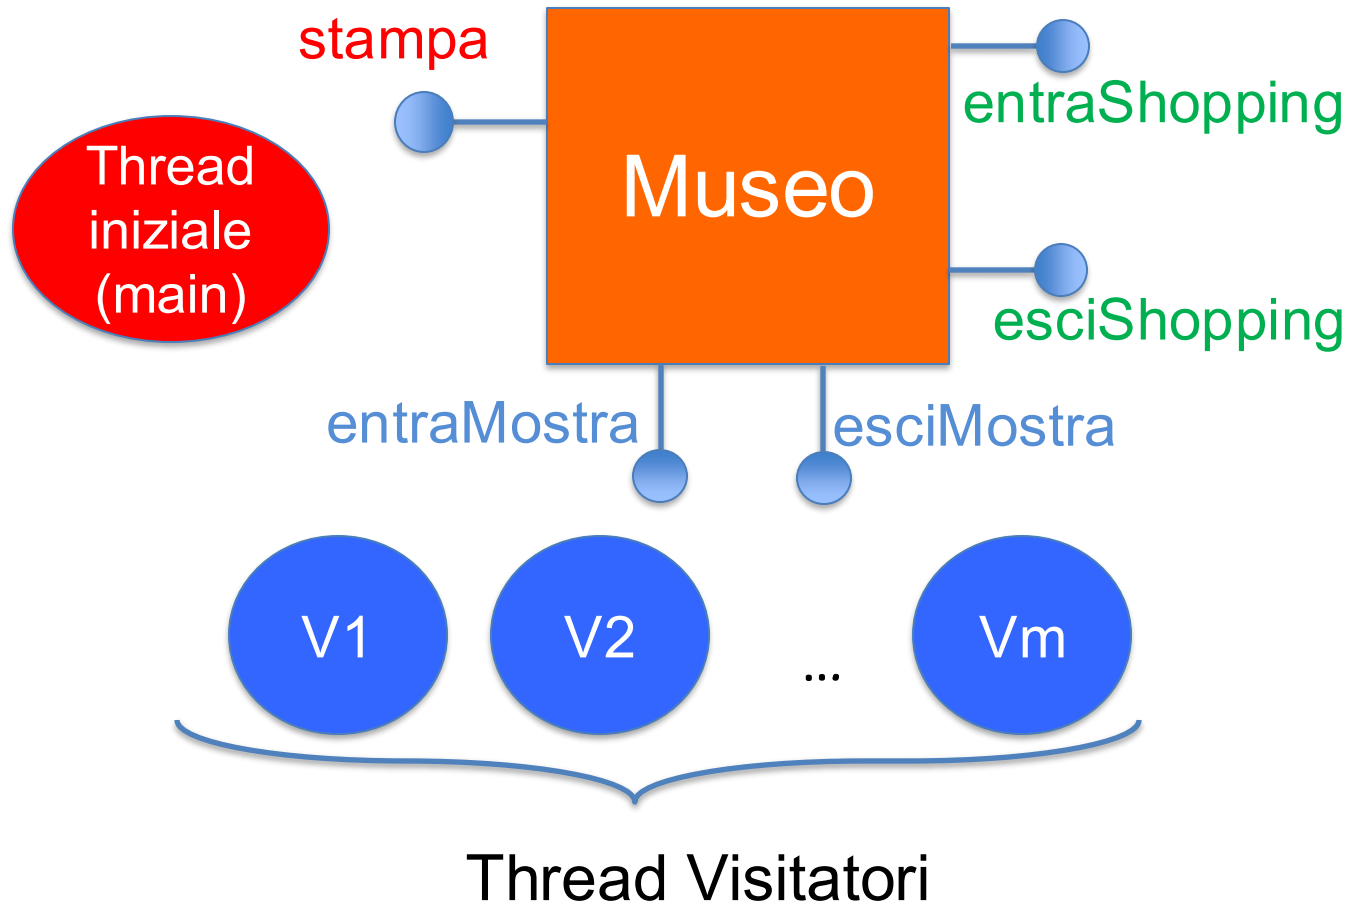 stampa
entraShopping
Thread
iniziale
(main)
Museo
esciShopping
entraMostra
esciMostra
V1
V2
...
Vm
Thread Visitatori